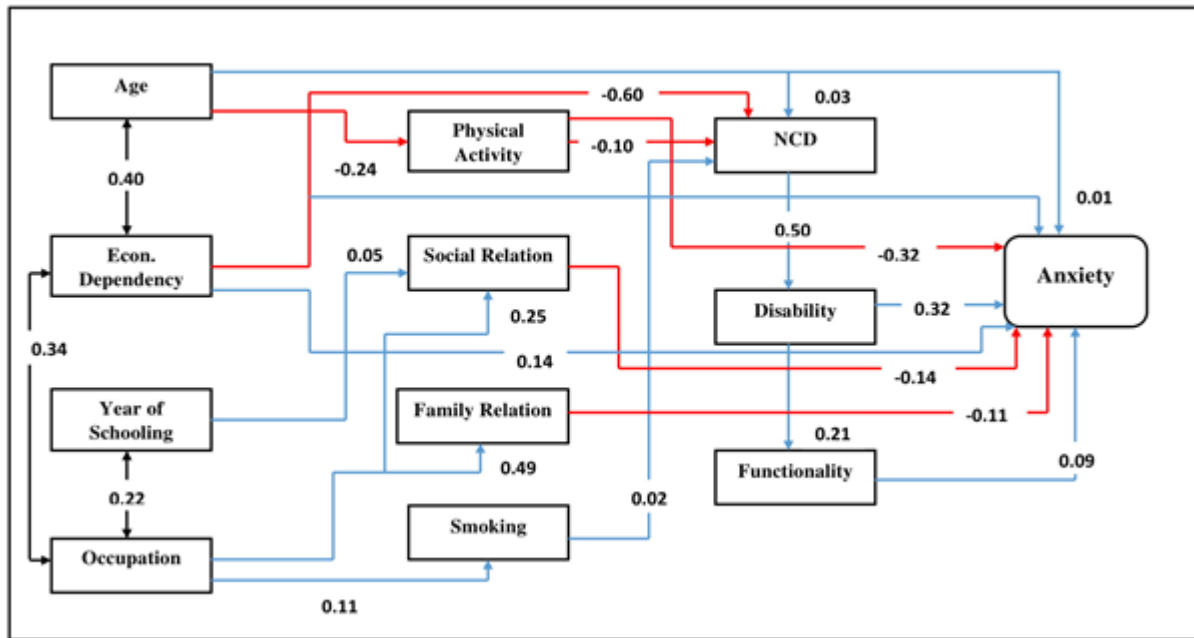 Age
-0.60
0.03
Physical
Activity
NCD
-0.10
-0.24
0.40
0.01
0.50
Econ.
Dependency
0.05
Social Relation
-0.32
Anxiety
Disability
0.32
0.25
0.34
0.14
-0.14
Year of
Schooling
Family Relation
-0.11
0.21
0.49
Functionality
0.09
0.22
0.02
Smoking
Occupation
0.11